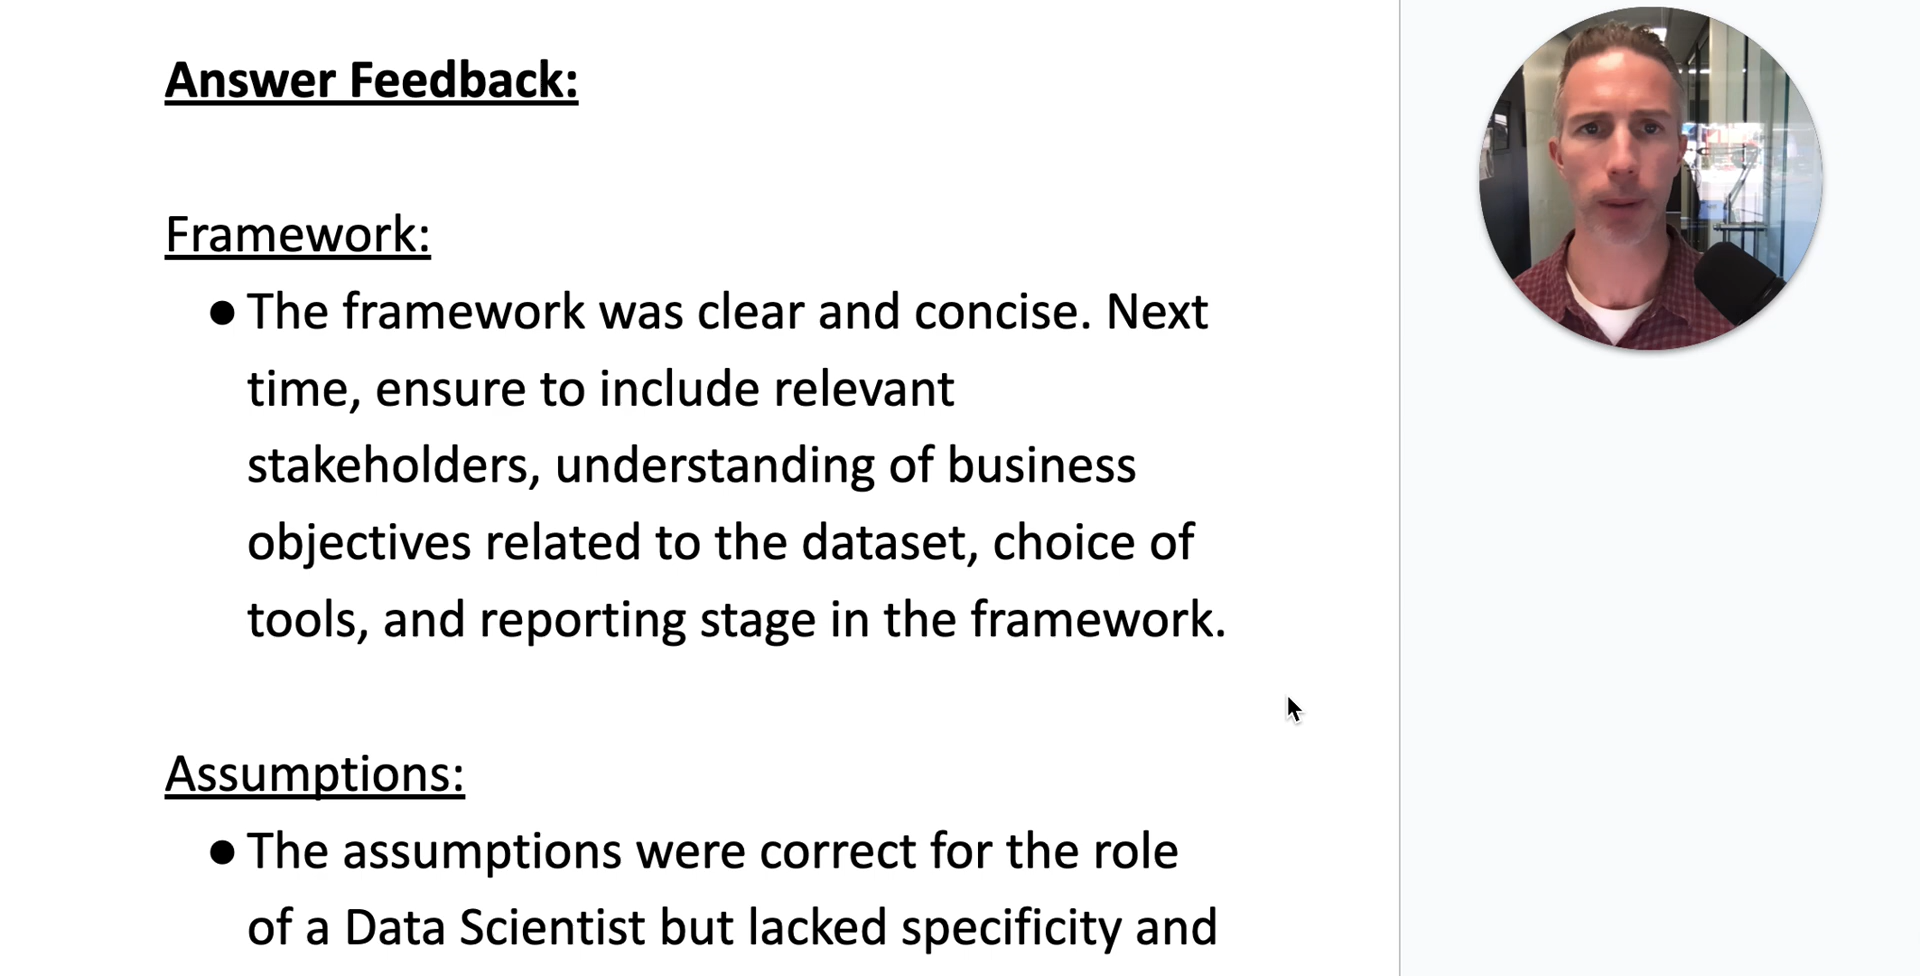 Answer Feedback:
Framework:
● The framework was clear and concise. Next
time, ensure to include relevant
stakeholders, understanding of business
objectives related to the dataset, choice of
tools, and reporting stage in the framework.
Assumptions:
● The assumptions were correct for the role
of a Data Scientist but lacked specificity and